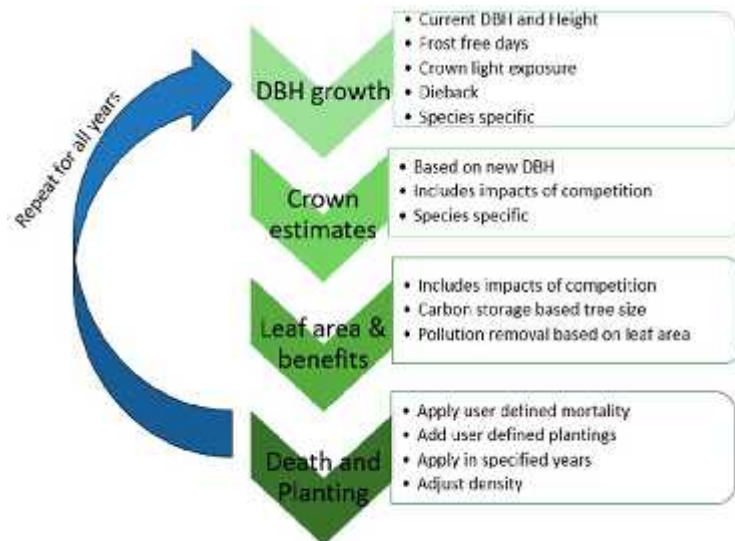 Repeat for all years
DBH growth
• Current DBH and Height
• Frost free days
• Crown light exposure
• Dieback
• Species specific
Crown
estimates
• Based on new DBH
• Includes impacts of competition
• Species specific
Leaf area &
benefits
• Includes impacts of competition
• Carbon storage based tree size
• Pollution removal based on leaf area
Death and
Planting
• Apply user defined mortality
• Add user defined plantings
• Apply in specified years
• Adjust density